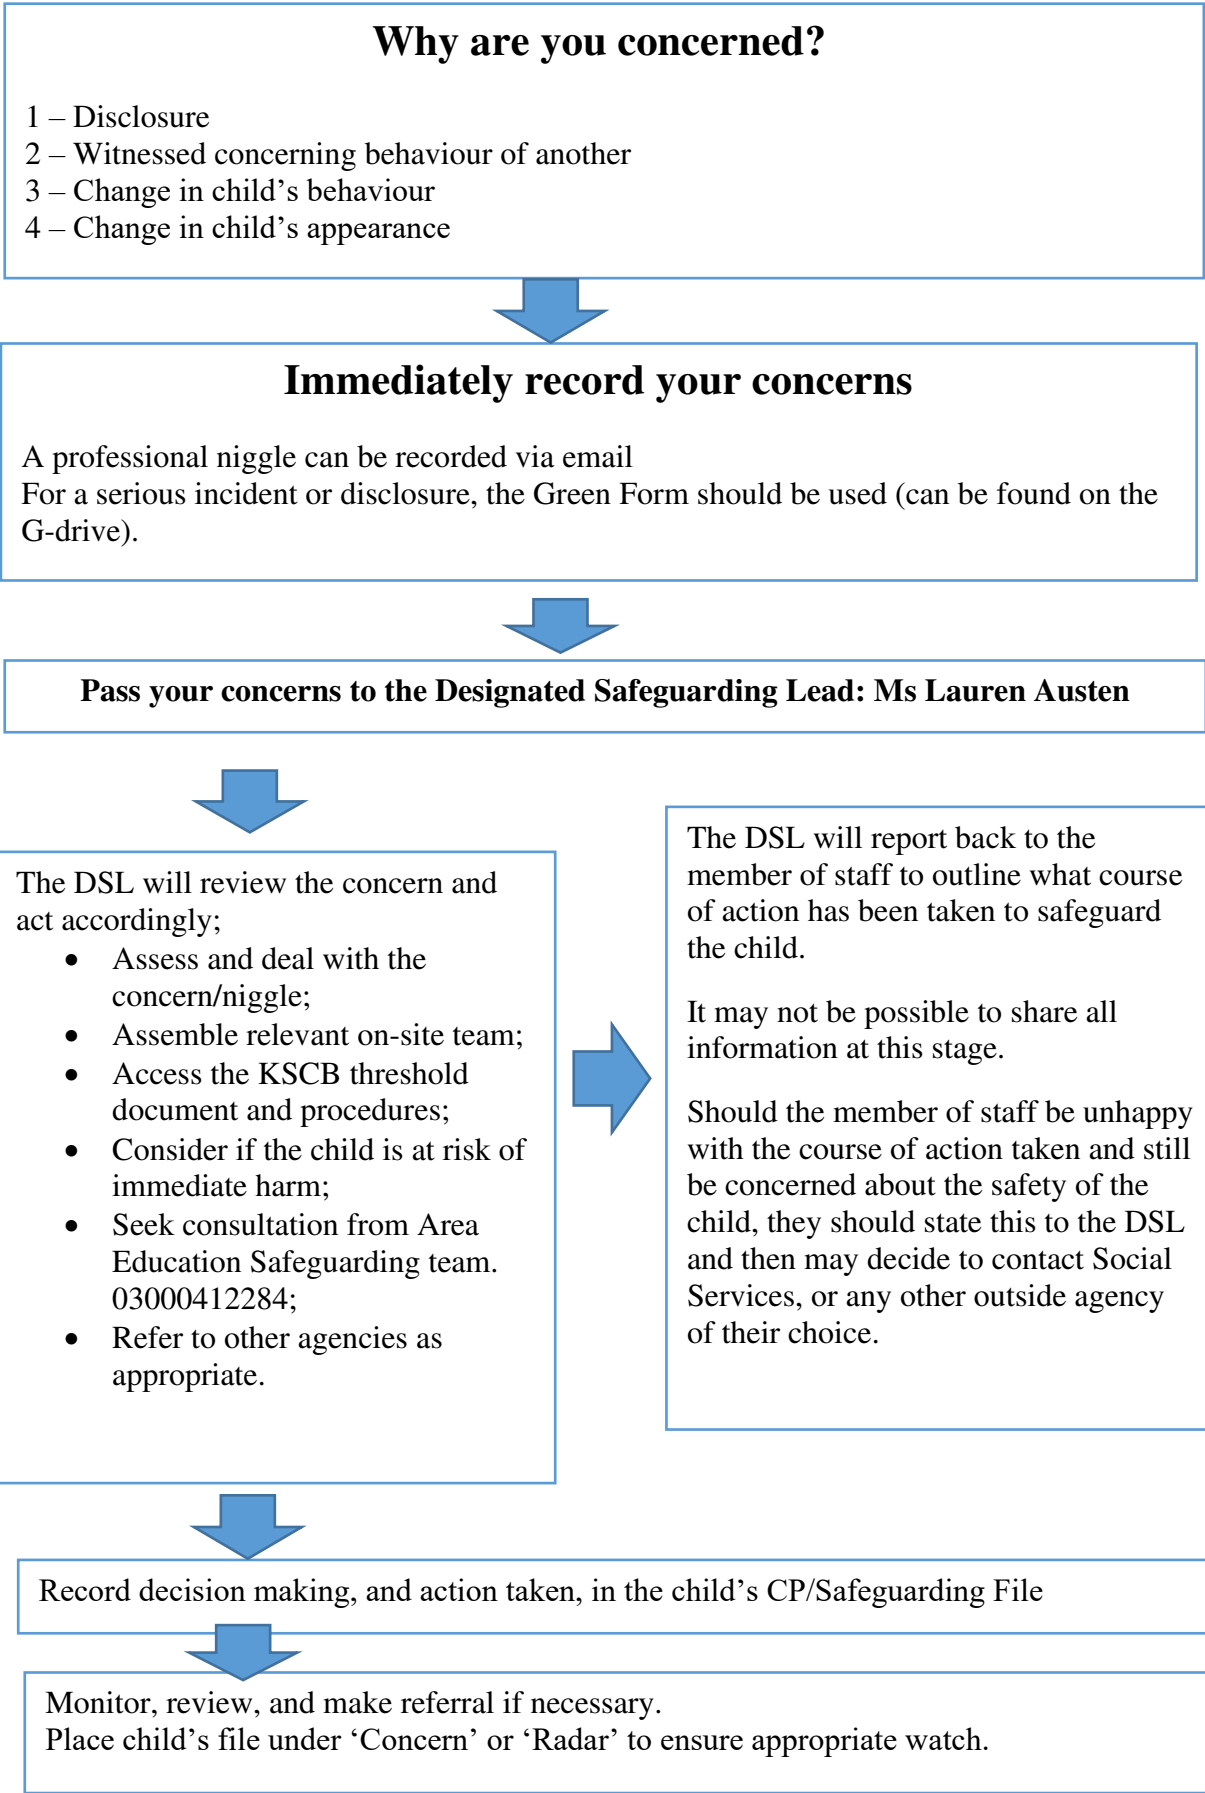 Why are you concerned?
1 – Disclosure
2 – Witnessed concerning behaviour of another
3 – Change in child’s behaviour
4 – Change in child’s appearance
Immediately record your concerns
A professional niggle can be recorded via email
For a serious incident or disclosure, the Green Form should be used (can be found on the
G-drive).
Pass your concerns to the Designated Safeguarding Lead: Ms Lauren Austen
The DSL will review the concern and
act accordingly;
• Assess and deal with the
concern/niggle;
• Assemble relevant on-site team;
• Access the KSCB threshold
document and procedures;
• Consider if the child is at risk of
immediate harm;
• Seek consultation from Area
Education Safeguarding team.
03000412284;
• Refer to other agencies as
appropriate.
The DSL will report back to the
member of staff to outline what course
of action has been taken to safeguard
the child.
It may not be possible to share all
information at this stage.
Should the member of staff be unhappy
with the course of action taken and still
be concerned about the safety of the
child, they should state this to the DSL
and then may decide to contact Social
Services, or any other outside agency
of their choice.
Record decision making, and action taken, in the child’s CP/Safeguarding File
Monitor, review, and make referral if necessary.
Place child’s file under ‘Concern’ or ‘Radar’ to ensure appropriate watch.